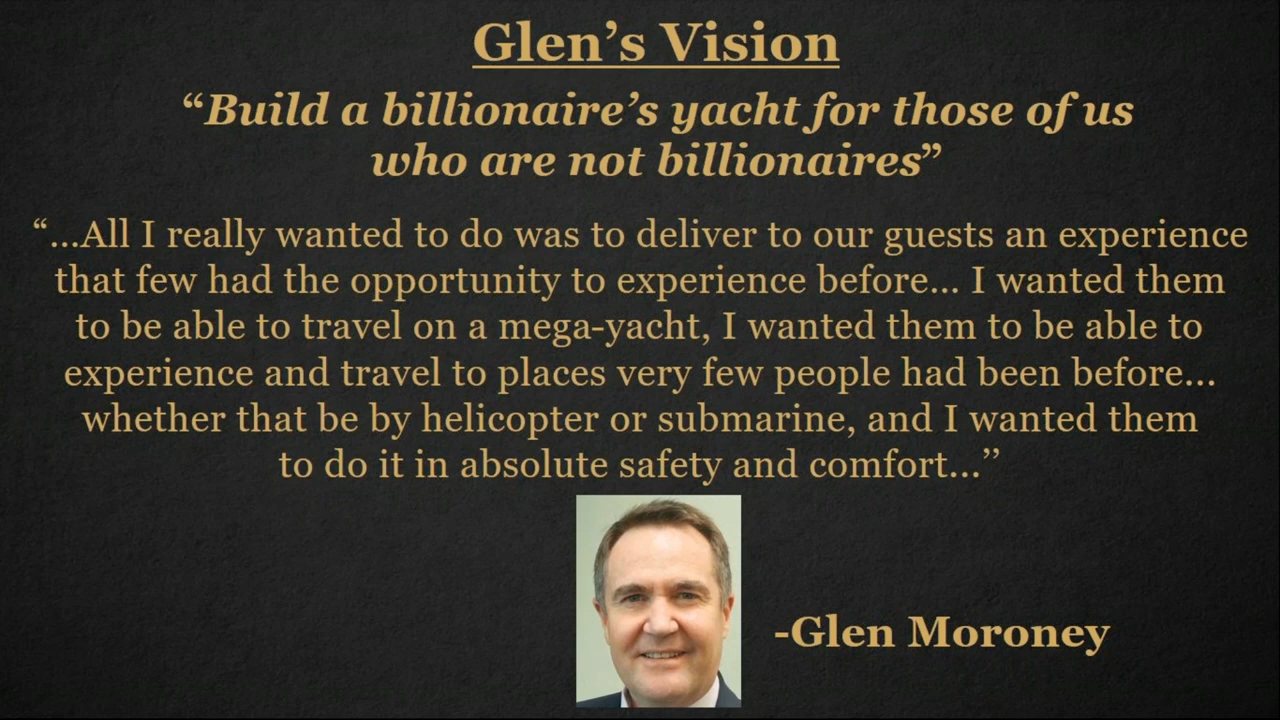 Glen’s Vision
“Build a billionaire’s yacht for those of us
who are not billionaires”
“...All I really wanted to do was to deliver to our guests an experience
that few had the opportunity to experience before... I wanted them
to be able to travel on a mega-yacht, I wanted them to be able to
experience and travel to places very few people had been before...
whether that be by helicopter or submarine, and I wanted them
to do it in absolute safety and comfort...’’
-Glen Moroney